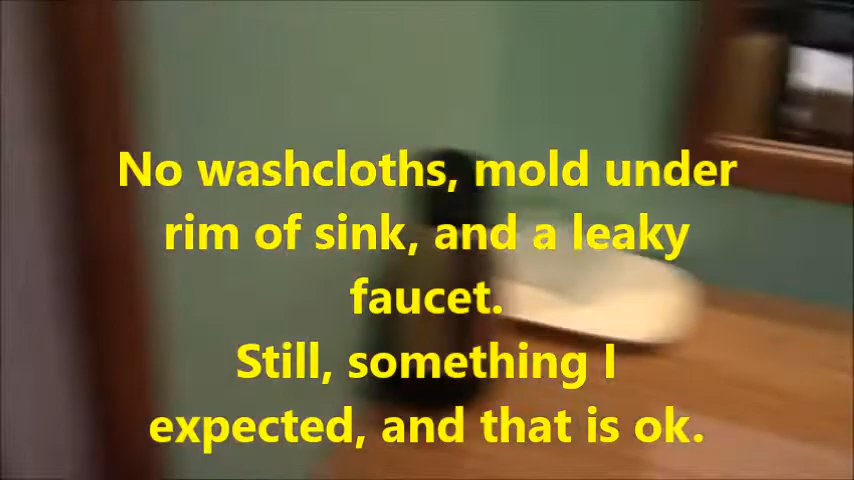 No washcloths, mold under
rim of sink, and a leaky
faucet.
Still, something I
expected, and that is ok.